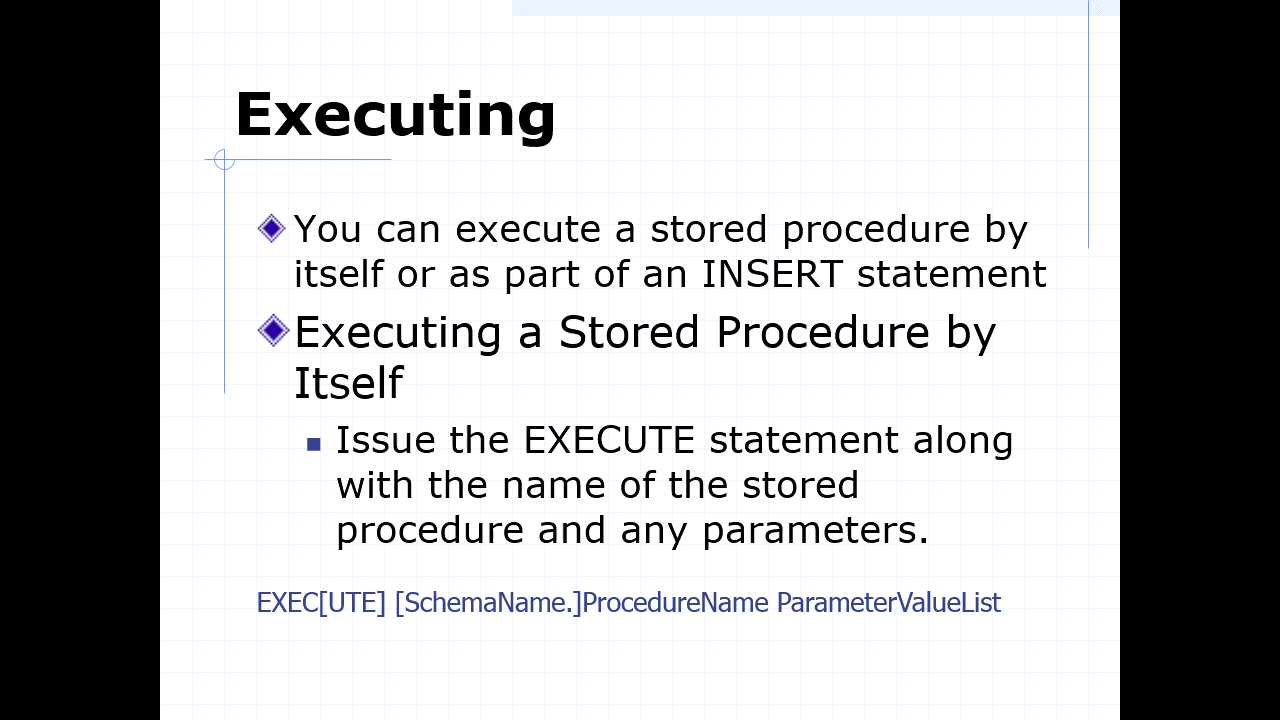 Executing
You can execute a stored procedure by
itself or as part of an INSERT statement
Executing a Stored Procedure by
Itself
Issue the EXECUTE statement along
with the name of the stored
procedure and any parameters.
EXEC[UTE] [SchemaName.]ProcedureName ParameterValueList